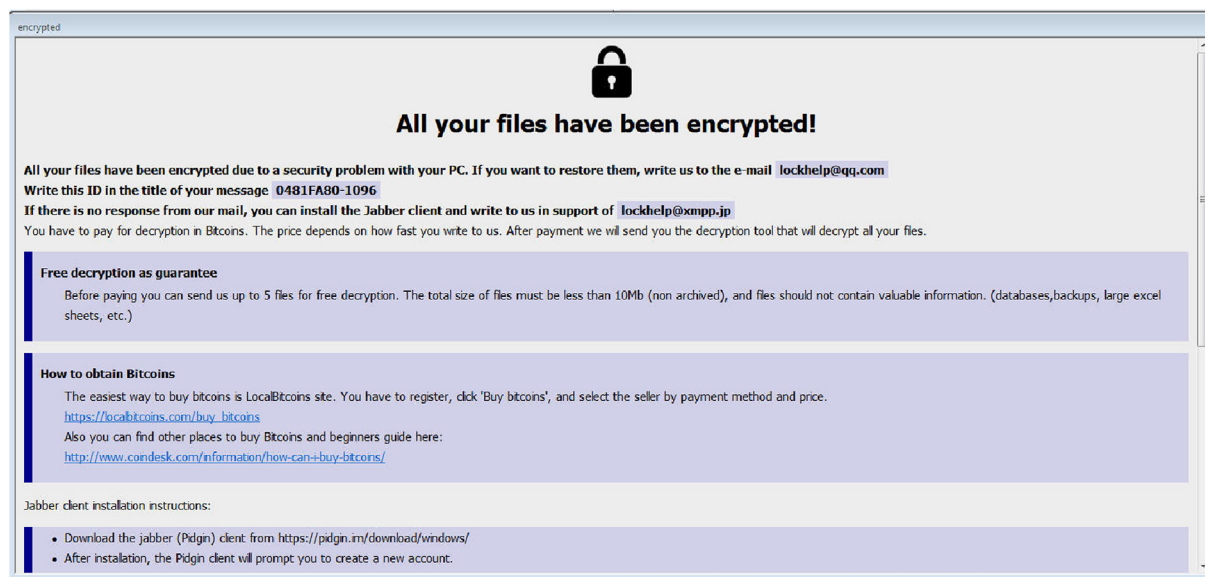 encrypted
All your files have been encrypted!
All your files have been encrypted due to a security problem with your PC. If you want to restore them, write us to the e-mail lockhelp@qq.com
Write this ID in the title of your message 0481FA80-1096
If there is no response from our mail, you can install the Jabber client and write to us in support of lockhelp@xmpp.jp
You have to pay for decryption in Bitcoins. The price depends on how fast you write to us. After payment we will send you the decryption tool that will decrypt all your files.
Free decryption as guarantee
Before paying you can send us up to 5 files for free decryption. The total size of files must be less than 10Mb (non archived), and files should not contain valuable information. (databases,backups, large excel
sheets, etc.)
How to obtain Bitcoins
The easiest way to buy bitcoins is LocalBitcoins site. You have to register, click 'Buy bitcoins', and select the seller by payment method and price.
https://localbitcoins.com/buy_bitcoins
Also you can find other places to buy Bitcoins and beginners guide here:
http://www.coindesk.com/information/how-can-i-buy-bitcoins/
Jabber client installation instructions:
• Download the jabber (Pidgin) client from https://pidgin.im/download/windows/
• After installation, the Pidgin client will prompt you to create a new account.